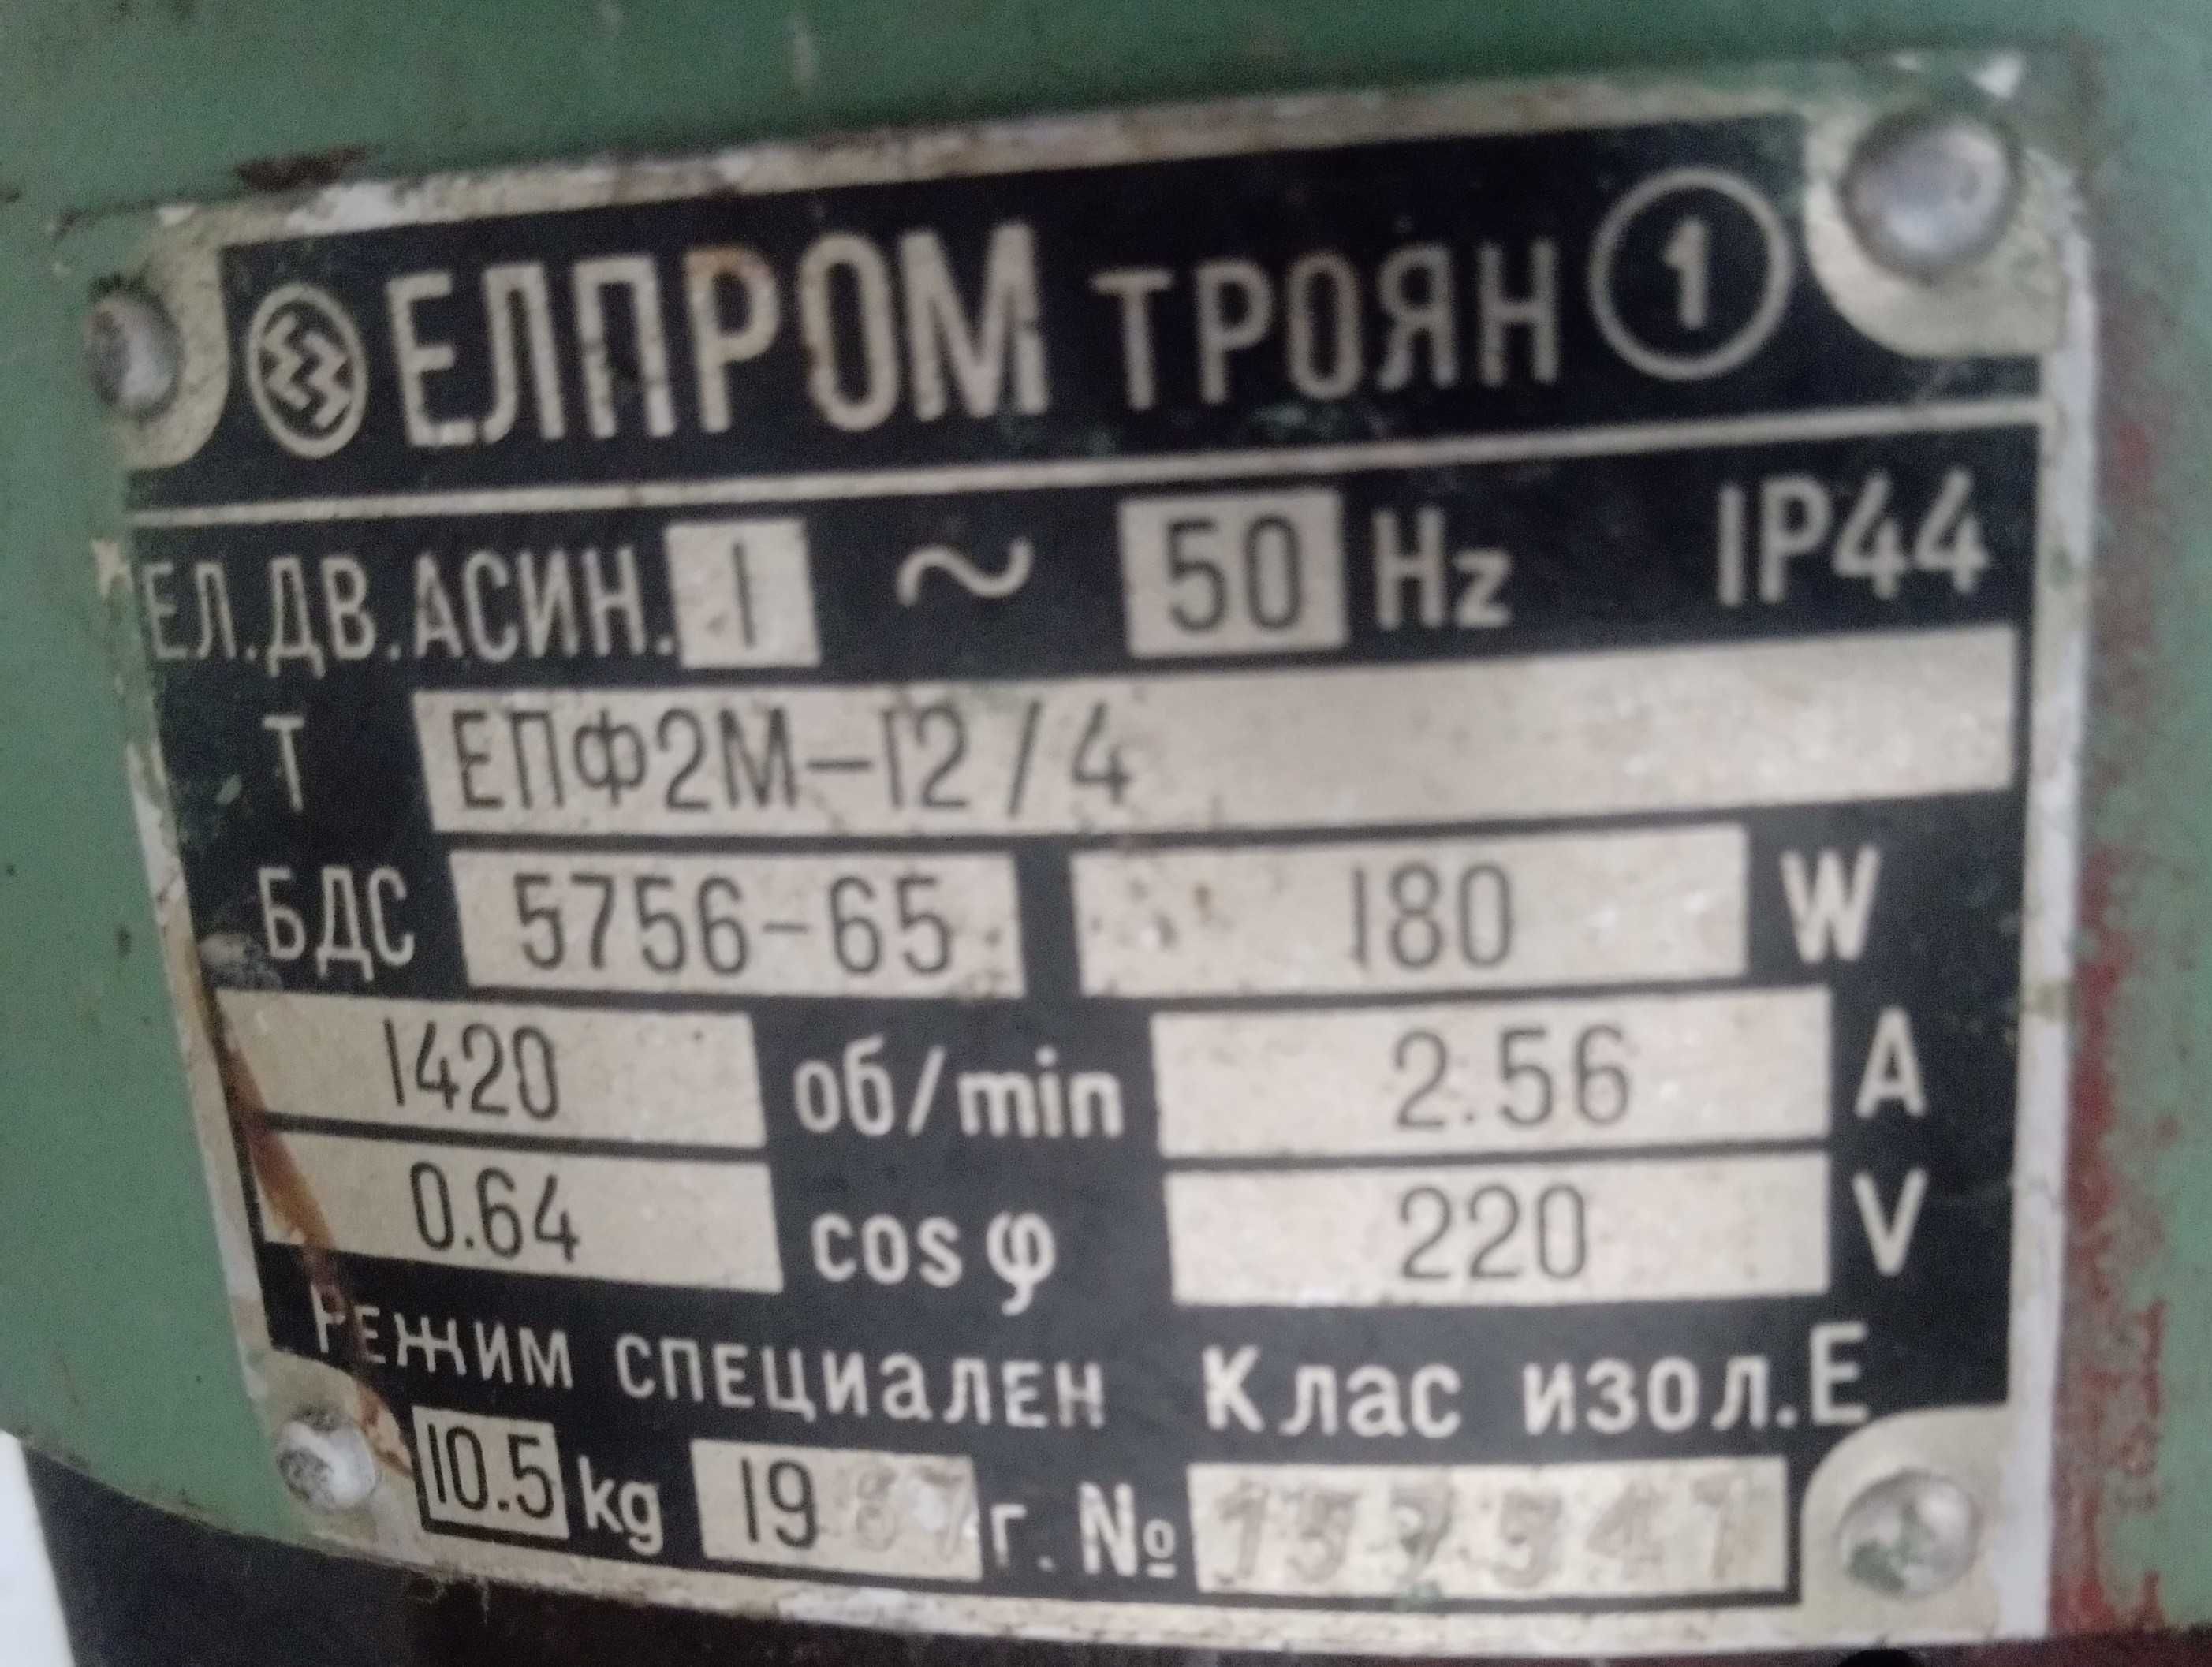 ЕЛПРОМ ТРОЯН 1
ЕЛ.ДВ.АСИН. 1 ~ 50 Hz IP44
Т ЕПФ2М-12/4
БДС 5756-65 180 W
1420 об/min 2.56 A
0.64 cos φ 220 V
РЕЖИМ СПЕЦИАЛЕН Клас изол. Е
10.5 kg 1987 г. №